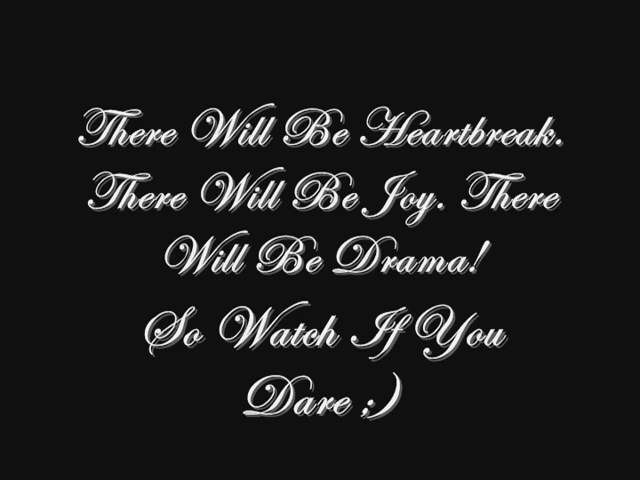 There Will Be Heartbreak.
There Will Be Joy. There
Will Be Drama!
So Watch If You
Dare ;)